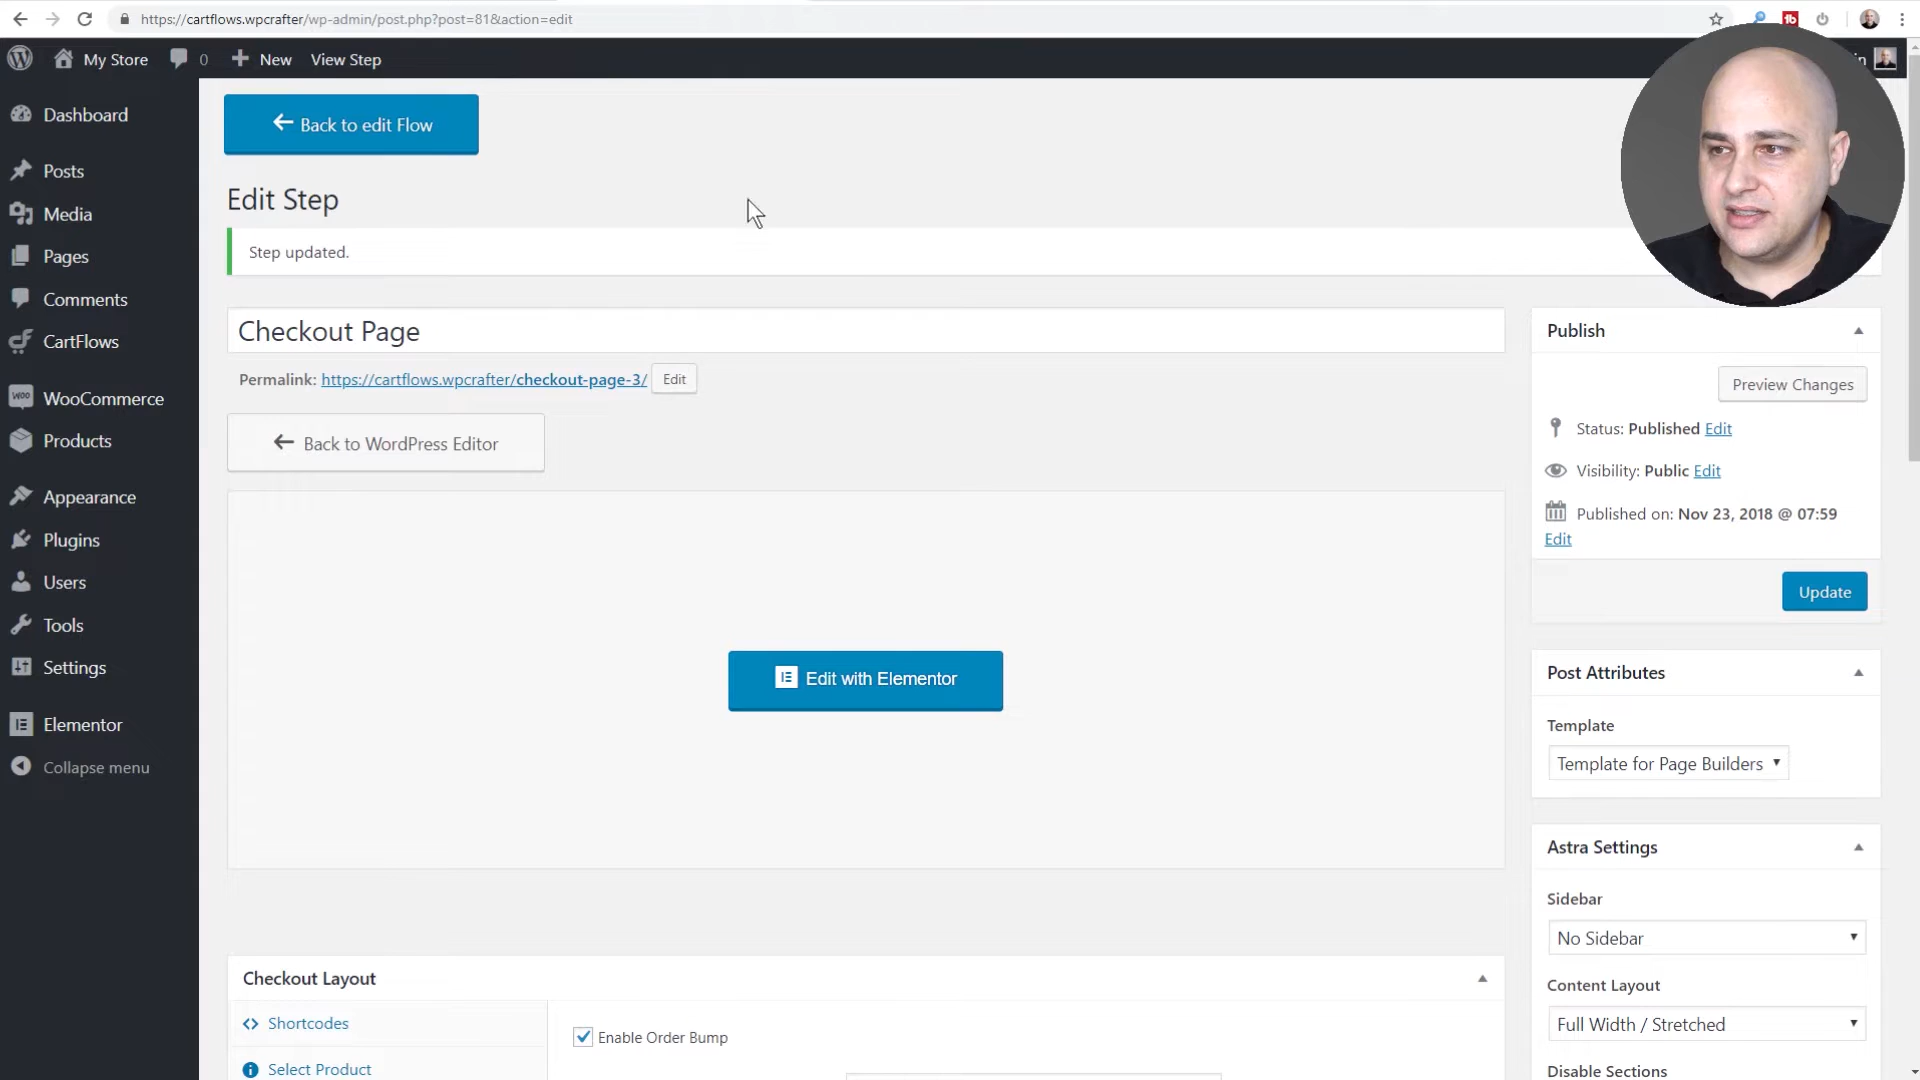 https://cartflows.wpcrafter/wp-admin/post.php?post=81&action=edit
My Store
0
New
View Step
in
Dashboard
Posts
Media
Pages
Comments
CartFlows
WooCommerce
Products
Appearance
Plugins
Users
Tools
Settings
Elementor
Collapse menu
Back to edit Flow
Edit Step
Step updated.
Checkout Page
Permalink: https://cartflows.wpcrafter/checkout-page-3/ Edit
Back to WordPress Editor
Edit with Elementor
Checkout Layout
Shortcodes
Select Product
Enable Order Bump
Publish
Preview Changes
Status: Published Edit
Visibility: Public Edit
Published on: Nov 23, 2018 @ 07:59
Edit
Update
Post Attributes
Template
Template for Page Builders
Astra Settings
Sidebar
No Sidebar
Content Layout
Full Width / Stretched
Disable Sections